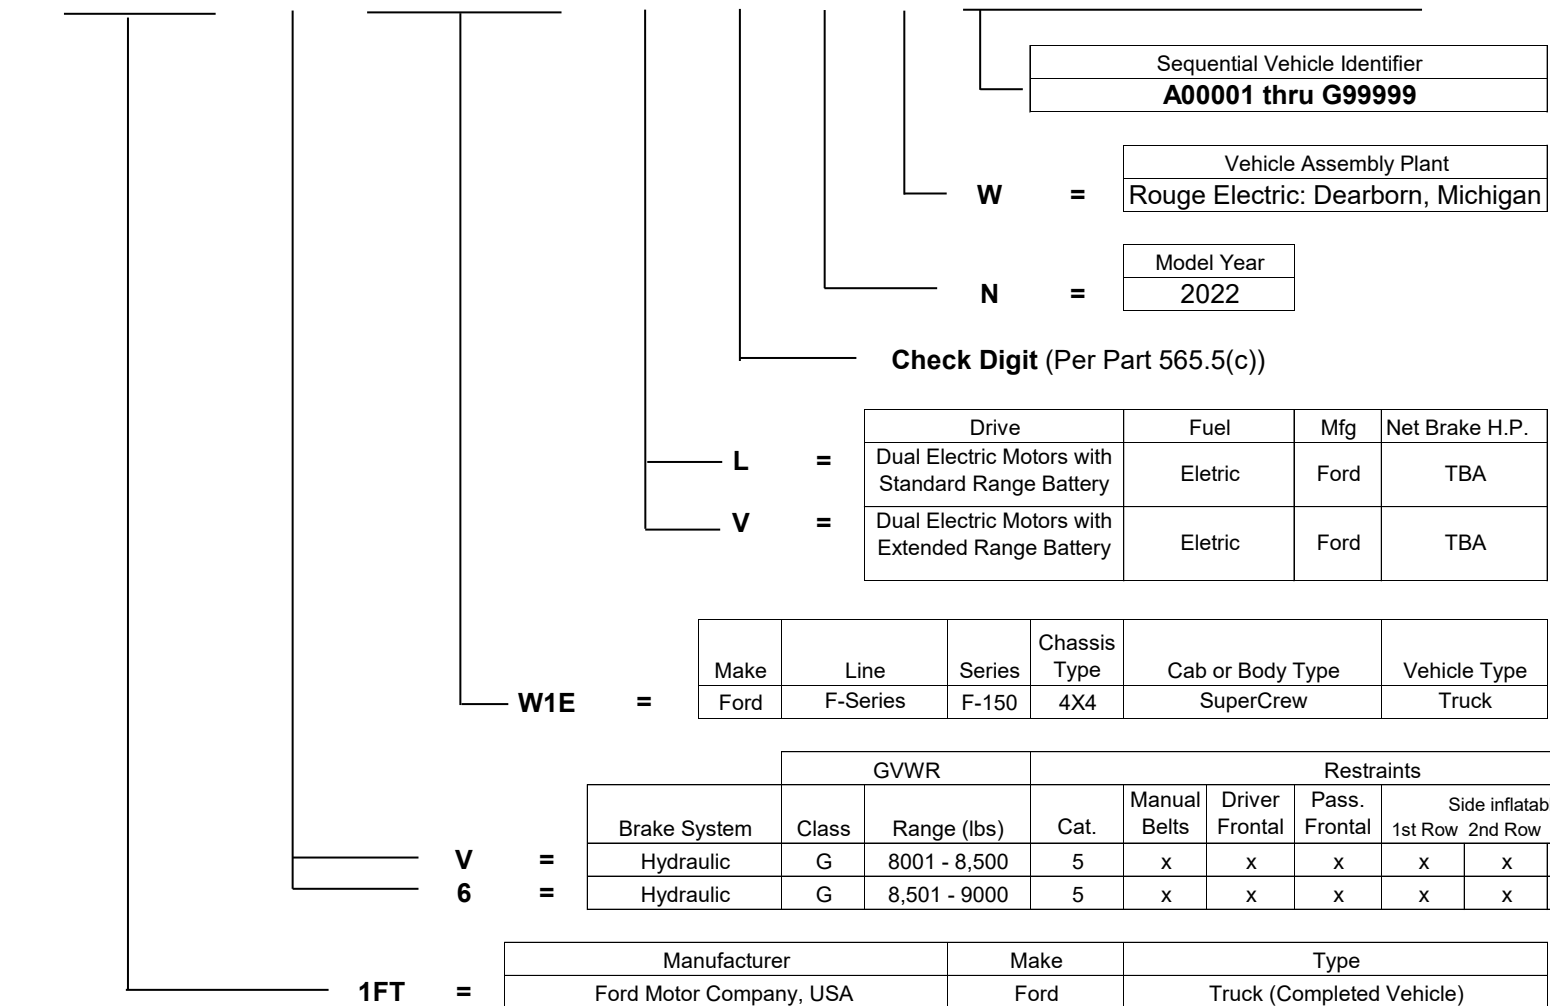 Sequential Vehicle Identifier
A00001 thru G99999
Vehicle Assembly Plant
W = Rouge Electric: Dearborn, Michigan
Model Year
N = 2022
Check Digit (Per Part 565.5(c))
Drive Fuel Mfg Net Brake H.P.
L = Dual Electric Motors with Standard Range Battery Eletric Ford TBA
V = Dual Electric Motors with Extended Range Battery Eletric Ford TBA
Make Line Series Chassis Type Cab or Body Type Vehicle Type
W1E = Ford F-Series F-150 4X4 SuperCrew Truck
GVWR Restraints
Brake System Class Range (lbs) Cat. Manual Belts Driver Frontal Pass. Frontal Side inflatab 1st Row 2nd Row
V = Hydraulic G 8001 - 8,500 5 x x x x x
6 = Hydraulic G 8,501 - 9000 5 x x x x x
Manufacturer Make Type
1FT = Ford Motor Company, USA Ford Truck (Completed Vehicle)